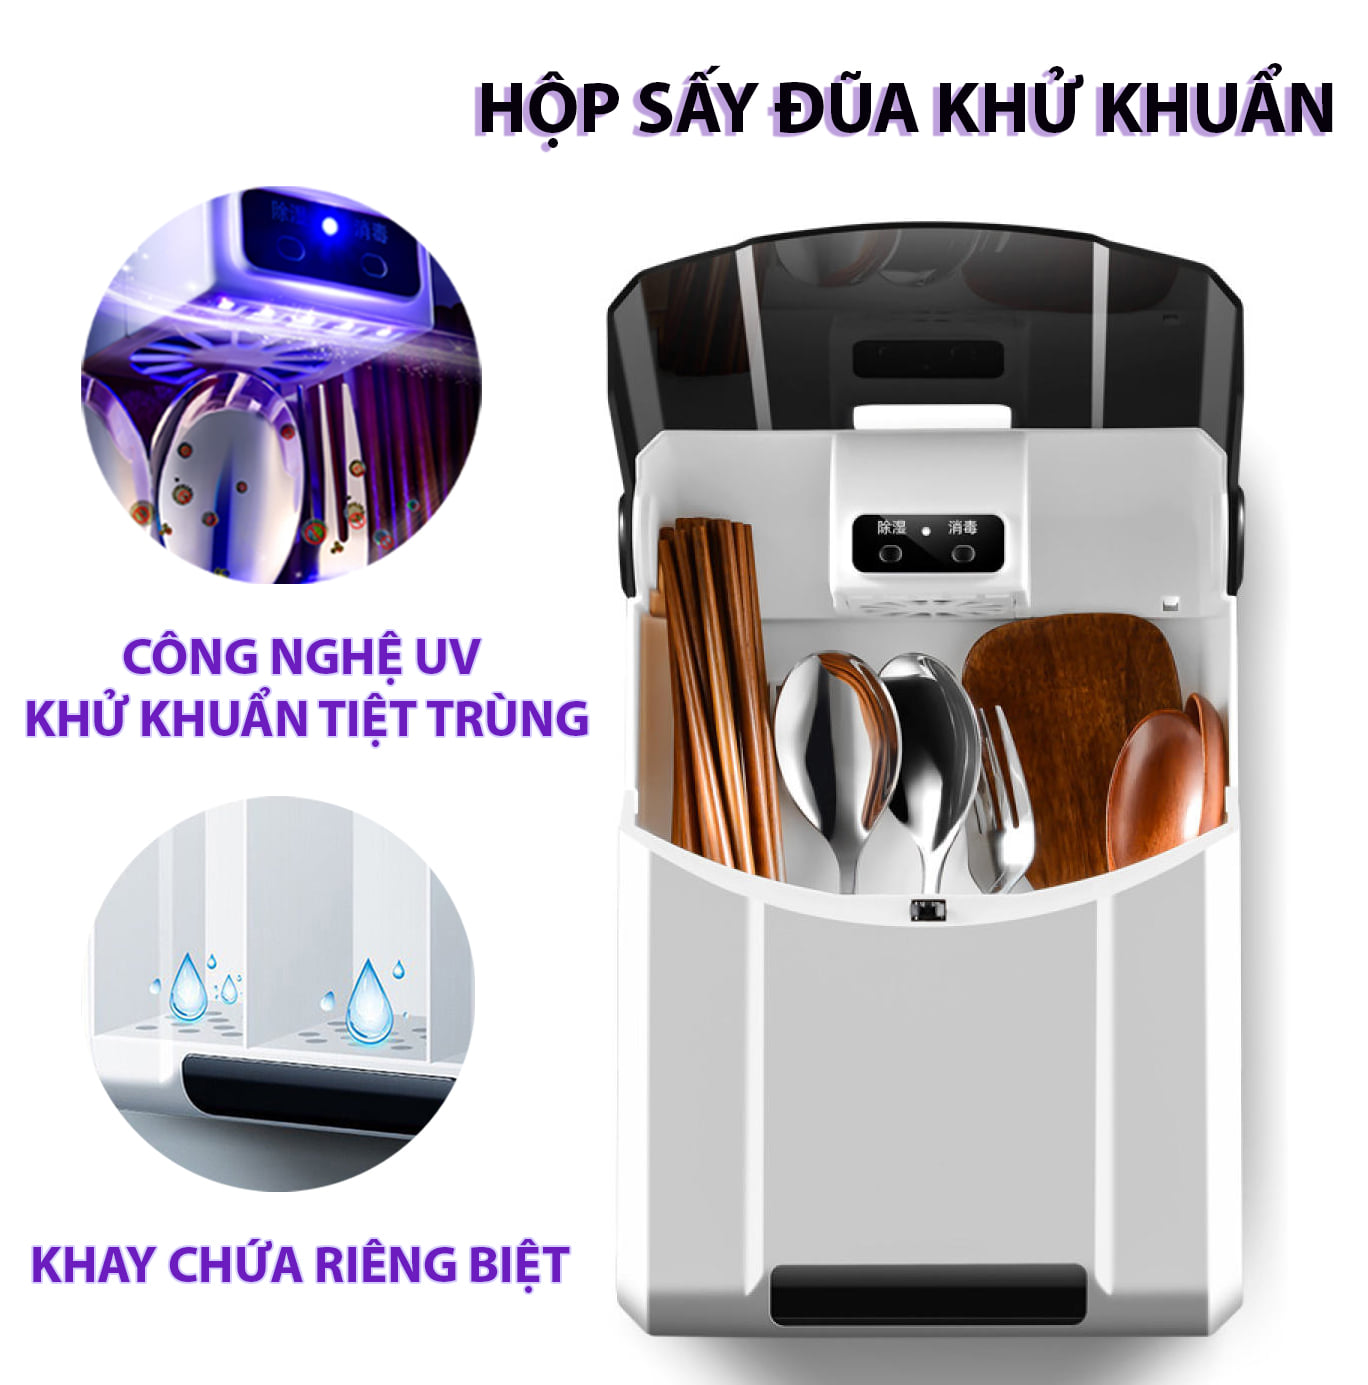 HỘP SẤY ĐŨA KHỬ KHUẨN
除湿 消毒
CÔNG NGHỆ UV
KHỬ KHUẨN TIỆT TRÙNG
除湿 消毒
KHAY CHỨA RIÊNG BIỆT